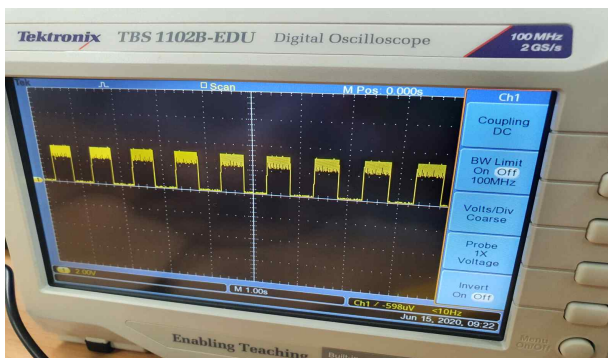 Tektronix TBS 1102B-EDU Digital Oscilloscope
100 MHz
2 GS/s
Tek
Scan
M Pos: 0.000s
Ch1
Coupling
DC
BW Limit
On Off
100MHz
Volts/Div
Coarse
Probe
1X
Voltage
Invert
On Off
1 2.00V
M 1.00s
Ch1 / -598uV <10Hz
Jun 15, 2020, 09:22
Enabling Teaching